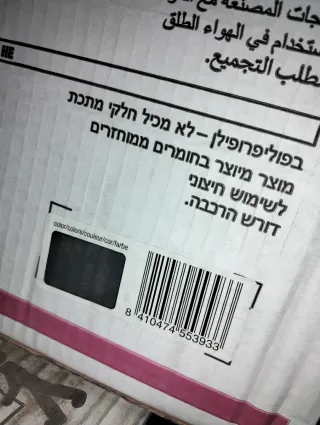 ستخدام في الهواء الطلق
التجميع.
HE
בפוליפרופילן – לא מכיל חלקי מתכת
מוצר מיוצר בחומרים ממוחזרים
לשימוש חיצוני
דורש הרכבה.
color/colore/couleur/cor/farbe
8 410474 553933